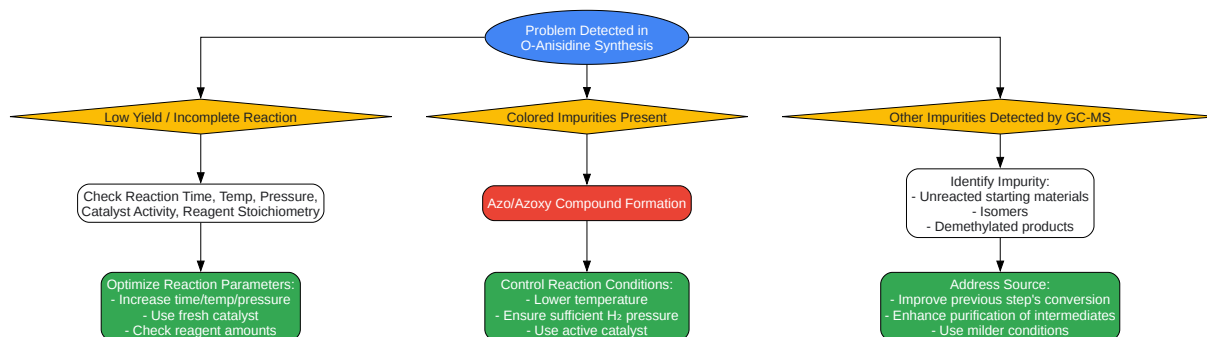 Problem Detected in
O-Anisidine Synthesis
Low Yield / Incomplete Reaction
Colored Impurities Present
Other Impurities Detected by GC-MS
Check Reaction Time, Temp, Pressure,
Catalyst Activity, Reagent Stoichiometry
Azo/Azoxy Compound Formation
Identify Impurity:
- Unreacted starting materials
- Isomers
- Demethylated products
Optimize Reaction Parameters:
- Increase time/temp/pressure
- Use fresh catalyst
- Check reagent amounts
Control Reaction Conditions:
- Lower temperature
- Ensure sufficient H₂ pressure
- Use active catalyst
Address Source:
- Improve previous step's conversion
- Enhance purification of intermediates
- Use milder conditions